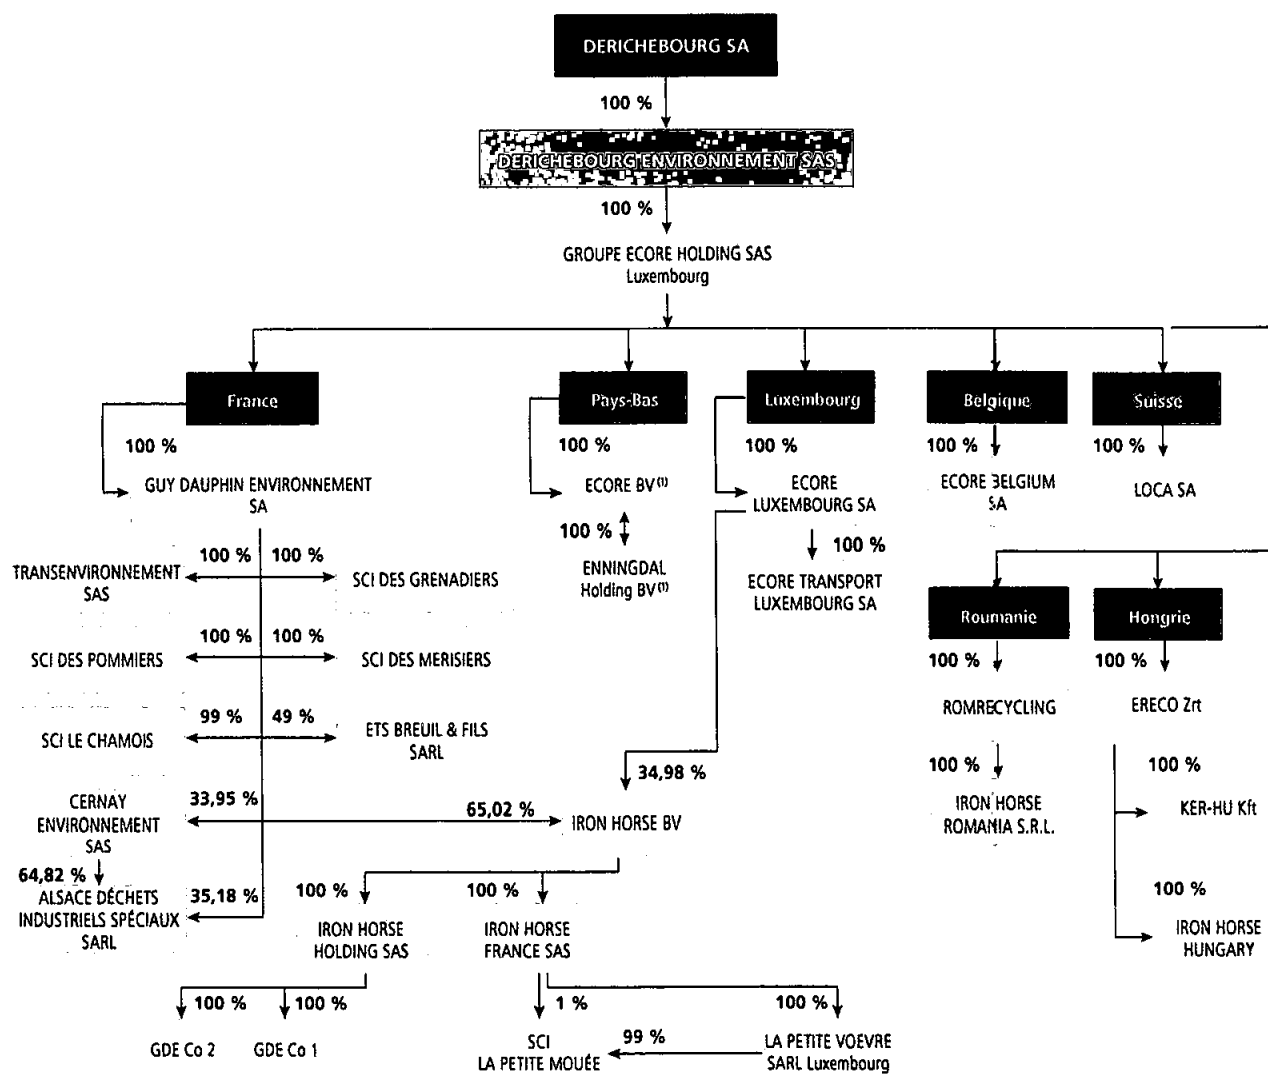 DERICHEBOURG SA
100 %
DERICHEBOURG ENVIRONNEMENT SAS
100 %
GROUPE ECORE HOLDING SAS
Luxembourg
France
Pays-Bas
Luxembourg
Belgique
Suisse
100 %
100 %
100 %
100 %
100 %
GUY DAUPHIN ENVIRONNEMENT
SA
ECORE BV(1)
ECORE
LUXEMBOURG SA
ECORE BELGIUM
SA
LOCA SA
100 %
100 %
ENNINGDAL
Holding BV(1)
ECORE TRANSPORT
LUXEMBOURG SA
100 %
100 %
TRANSENVIRONNEMENT
SAS
SCI DES GRENADIERS
100 %
100 %
SCI DES POMMIERS
SCI DES MERISIERS
99 %
49 %
SCI LE CHAMOIS
ETS BREUIL & FILS
SARL
Roumanie
Hongrie
100 %
100 %
ROMRECYCLING
ERECO Zrt
100 %
100 %
IRON HORSE
ROMANIA S.R.L.
KER-HU Kft
100 %
IRON HORSE
HUNGARY
34,98 %
33,95 %
65,02 %
CERNAY
ENVIRONNEMENT
SAS
IRON HORSE BV
64,82 %
35,18 %
ALSACE DÉCHETS
INDUSTRIELS SPÉCIAUX
SARL
100 %
100 %
IRON HORSE
HOLDING SAS
IRON HORSE
FRANCE SAS
100 %
100 %
1 %
100 %
GDE Co 2
GDE Co 1
SCI
LA PETITE MOUÉE
99 %
LA PETITE VOEVRE
SARL Luxembourg